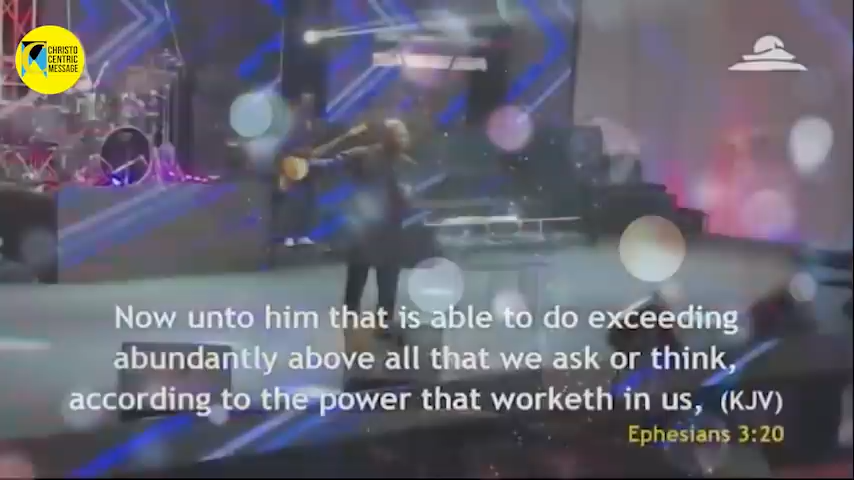 CHRISTO
CENTRIC
MESSAGE
Now unto him that is able to do exceeding
abundantly above all that we ask or think,
according to the power that worketh in us, (KJV)
Ephesians 3:20